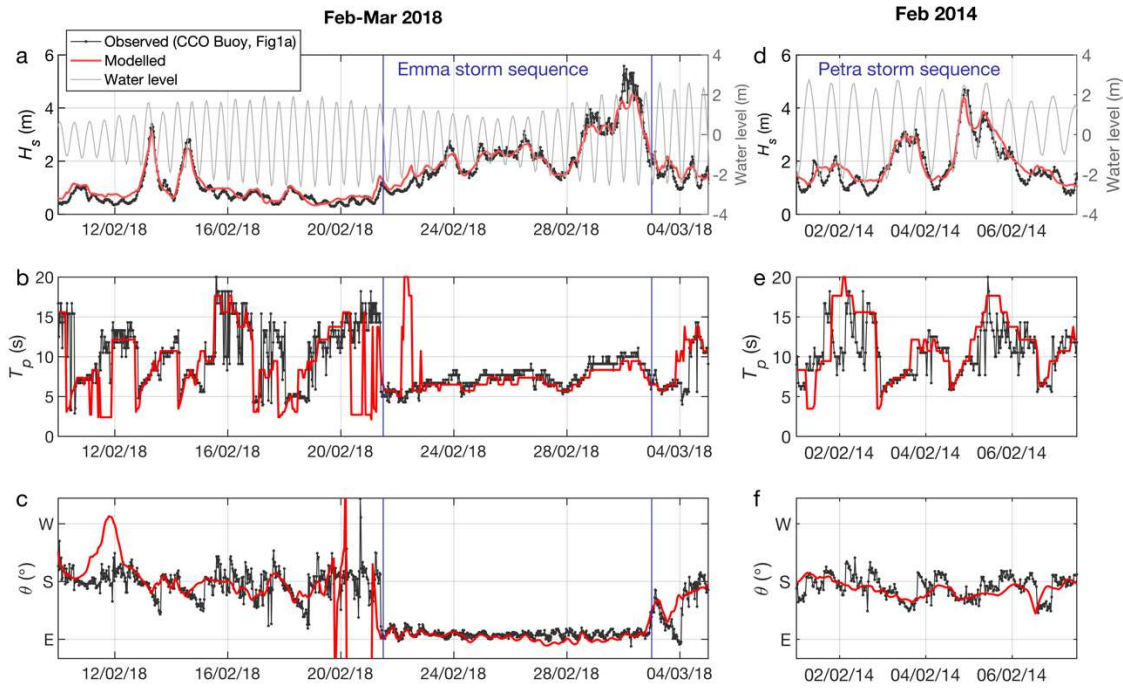 Feb-Mar 2018
Feb 2014
a
Observed (CCO Buoy, Fig1a)
Modelled
Water level
Emma storm sequence
6
4
2
0
Hs (m)
4
2
0
-2
-4
Water level (m)
12/02/18 16/02/18 20/02/18 24/02/18 28/02/18 04/03/18
d
Petra storm sequence
6
4
2
0
Hs (m)
4
2
0
-2
-4
Water level (m)
02/02/14 04/02/14 06/02/14
b
20
15
10
5
0
Tp (s)
12/02/18 16/02/18 20/02/18 24/02/18 28/02/18 04/03/18
e
20
15
10
5
0
Tp (s)
02/02/14 04/02/14 06/02/14
c
W
S
E
θ (°)
12/02/18 16/02/18 20/02/18 24/02/18 28/02/18 04/03/18
f
W
S
E
θ (°)
02/02/14 04/02/14 06/02/14